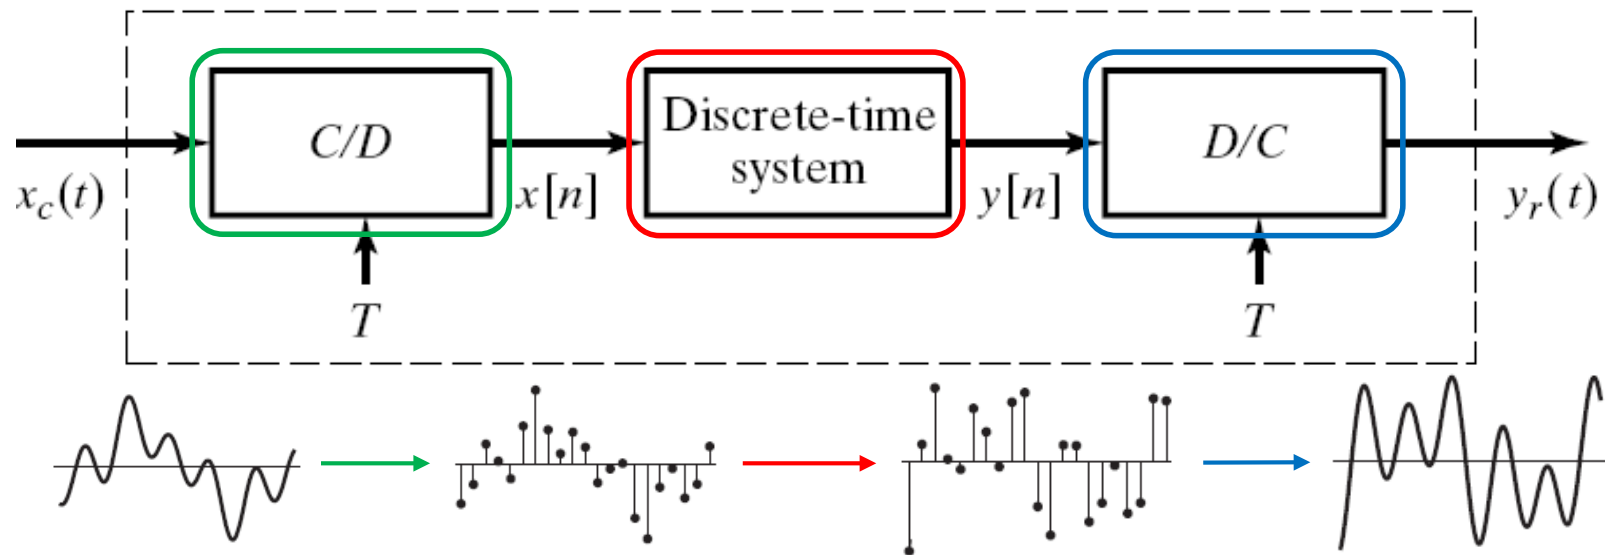 C/D
Discrete-time
system
D/C
x_c(t)
x[n]
y[n]
y_r(t)
T
T